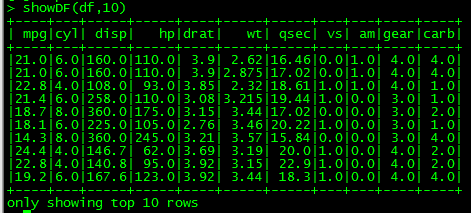 > showDF(df,10)
+----+---+-----+-----+----+-----+-----+---+---+----+----+
| mpg|cyl| disp|   hp|drat|   wt| qsec| vs| am|gear|carb|
+----+---+-----+-----+----+-----+-----+---+---+----+----+
|21.0|6.0|160.0|110.0| 3.9| 2.62|16.46|0.0|1.0| 4.0| 4.0|
|21.0|6.0|160.0|110.0| 3.9|2.875|17.02|0.0|1.0| 4.0| 4.0|
|22.8|4.0|108.0| 93.0|3.85| 2.32|18.61|1.0|1.0| 4.0| 1.0|
|21.4|6.0|258.0|110.0|3.08|3.215|19.44|1.0|0.0| 3.0| 1.0|
|18.7|8.0|360.0|175.0|3.15| 3.44|17.02|0.0|0.0| 3.0| 2.0|
|18.1|6.0|225.0|105.0|2.76| 3.46|20.22|1.0|0.0| 3.0| 1.0|
|14.3|8.0|360.0|245.0|3.21| 3.57|15.84|0.0|0.0| 3.0| 4.0|
|24.4|4.0|146.7| 62.0|3.69| 3.19| 20.0|1.0|0.0| 4.0| 2.0|
|22.8|4.0|140.8| 95.0|3.92| 3.15| 22.9|1.0|0.0| 4.0| 2.0|
|19.2|6.0|167.6|123.0|3.92| 3.44| 18.3|1.0|0.0| 4.0| 4.0|
+----+---+-----+-----+----+-----+-----+---+---+----+----+
only showing top 10 rows